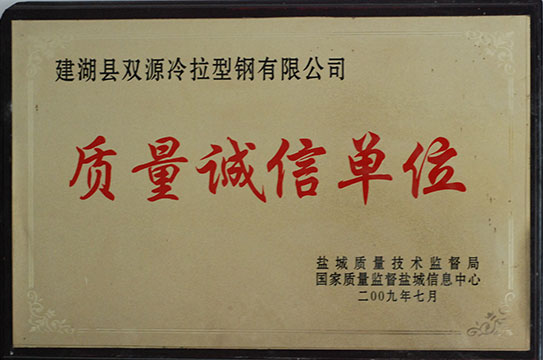 建湖县双源冷拉型钢有限公司
质量诚信单位
盐城质量技术监督局
国家质量监督盐城信息中心
二00九年七月